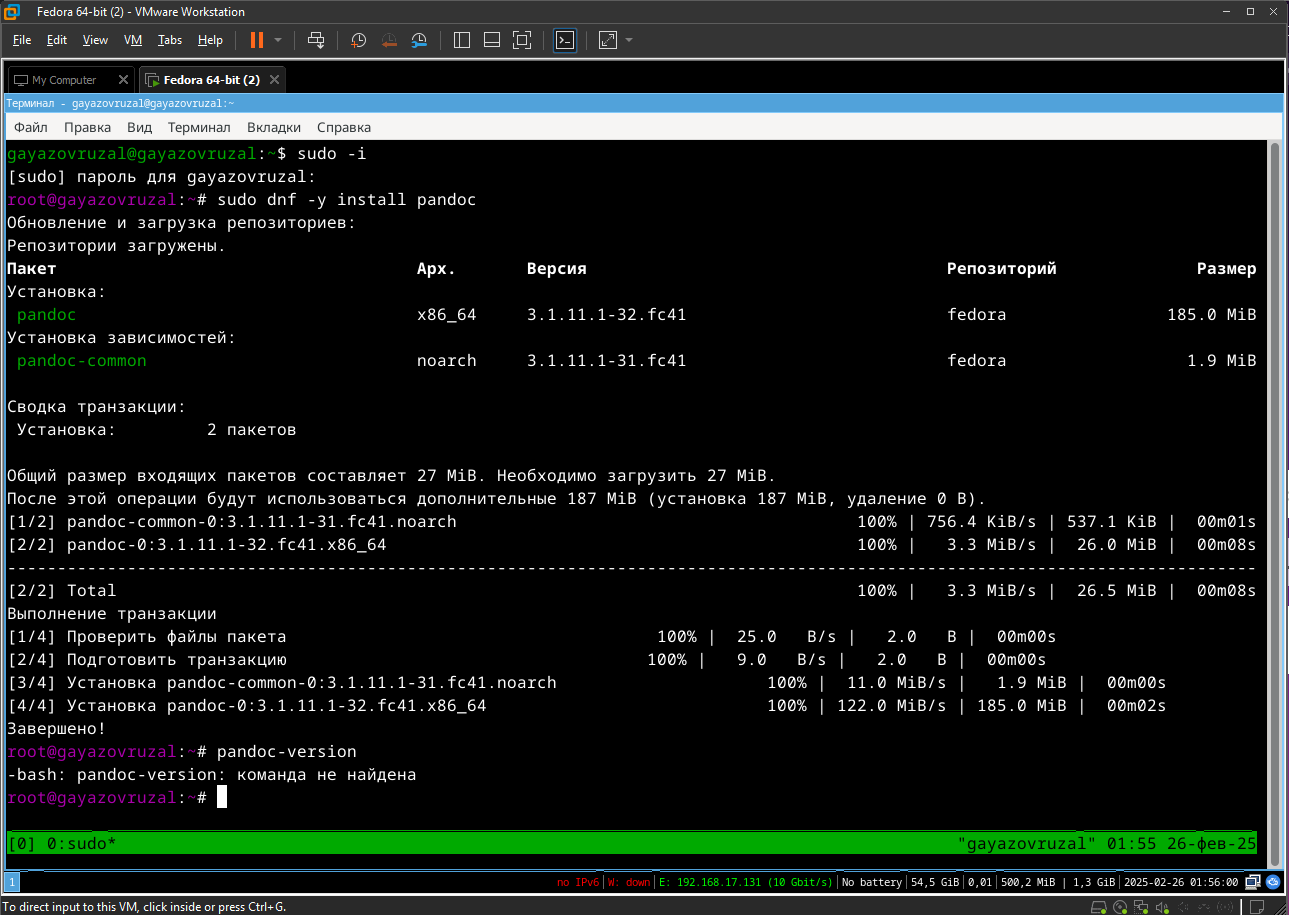 Fedora 64-bit (2) - VMware Workstation
File Edit View VM Tabs Help
My Computer Fedora 64-bit (2)
Терминал - gayazovruzal@gayazovruzal:~
Файл Правка Вид Терминал Вкладки Справка
gayazovruzal@gayazovruzal:~$ sudo -i
[sudo] пароль для gayazovruzal:
root@gayazovruzal:~# sudo dnf -y install pandoc
Обновление и загрузка репозиториев:
Репозитории загружены.
Пакет Арх. Версия Репозиторий Размер
Установка:
pandoc x86_64 3.1.11.1-32.fc41 fedora 185.0 MiB
Установка зависимостей:
pandoc-common noarch 3.1.11.1-31.fc41 fedora 1.9 MiB
Сводка транзакции:
Установка: 2 пакетов
Общий размер входящих пакетов составляет 27 MiB. Необходимо загрузить 27 MiB.
После этой операции будут использоваться дополнительные 187 MiB (установка 187 MiB, удаление 0 B).
[1/2] pandoc-common-0:3.1.11.1-31.fc41.noarch 100% | 756.4 KiB/s | 537.1 KiB | 00m01s
[2/2] pandoc-0:3.1.11.1-32.fc41.x86_64 100% | 3.3 MiB/s | 26.0 MiB | 00m08s
--------------------------------------------------------------------------------
[2/2] Total 100% | 3.3 MiB/s | 26.5 MiB | 00m08s
Выполнение транзакции
[1/4] Проверить файлы пакета 100% | 25.0 B/s | 2.0 B | 00m00s
[2/4] Подготовить транзакцию 100% | 9.0 B/s | 2.0 B | 00m00s
[3/4] Установка pandoc-common-0:3.1.11.1-31.fc41.noarch 100% | 11.0 MiB/s | 1.9 MiB | 00m00s
[4/4] Установка pandoc-0:3.1.11.1-32.fc41.x86_64 100% | 122.0 MiB/s | 185.0 MiB | 00m02s
Завершено!
root@gayazovruzal:~# pandoc-version
-bash: pandoc-version: команда не найдена
root@gayazovruzal:~#
[0] 0:sudo* "gayazovruzal" 01:55 26-фев-25
1 no IPv6 | W: down | E: 192.168.17.131 (10 Gbit/s) | No battery | 54,5 GiB | 0,01 | 500,2 MiB | 1,3 GiB | 2025-02-26 01:56:00
To direct input to this VM, click inside or press Ctrl+G.